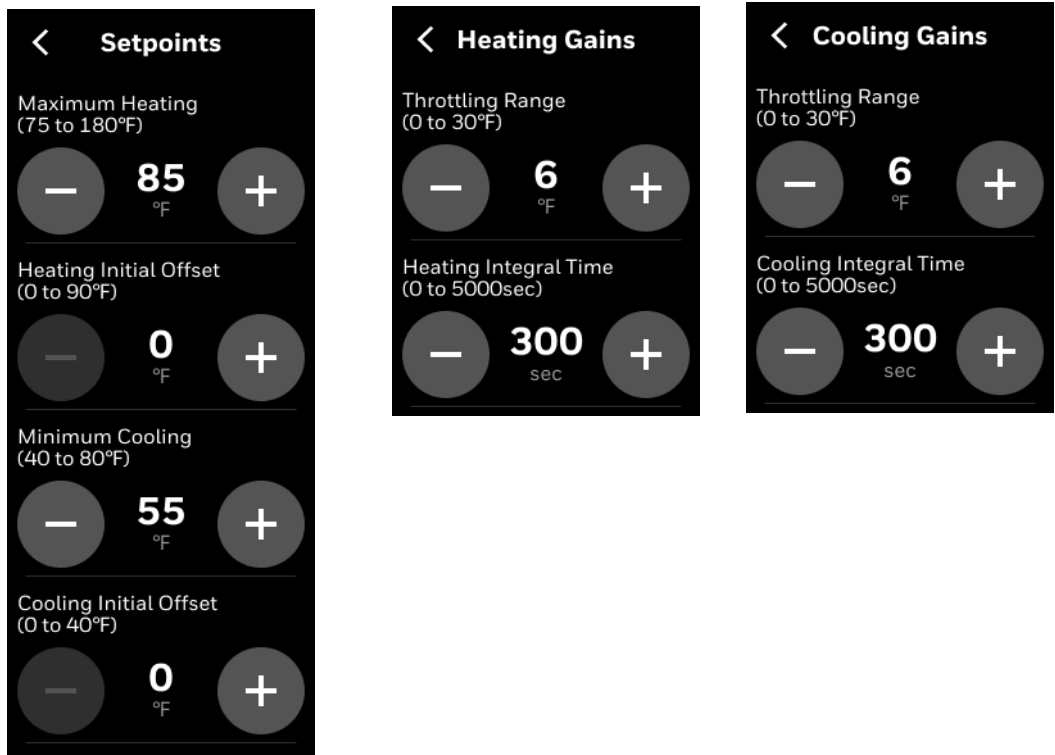 Setpoints
Maximum Heating
(75 to 180°F)
85
°F
Heating Initial Offset
(0 to 90°F)
0
°F
Minimum Cooling
(40 to 80°F)
55
°F
Cooling Initial Offset
(0 to 40°F)
0
°F
Heating Gains
Throttling Range
(0 to 30°F)
6
°F
Heating Integral Time
(0 to 5000sec)
300
sec
Cooling Gains
Throttling Range
(0 to 30°F)
6
°F
Cooling Integral Time
(0 to 5000sec)
300
sec